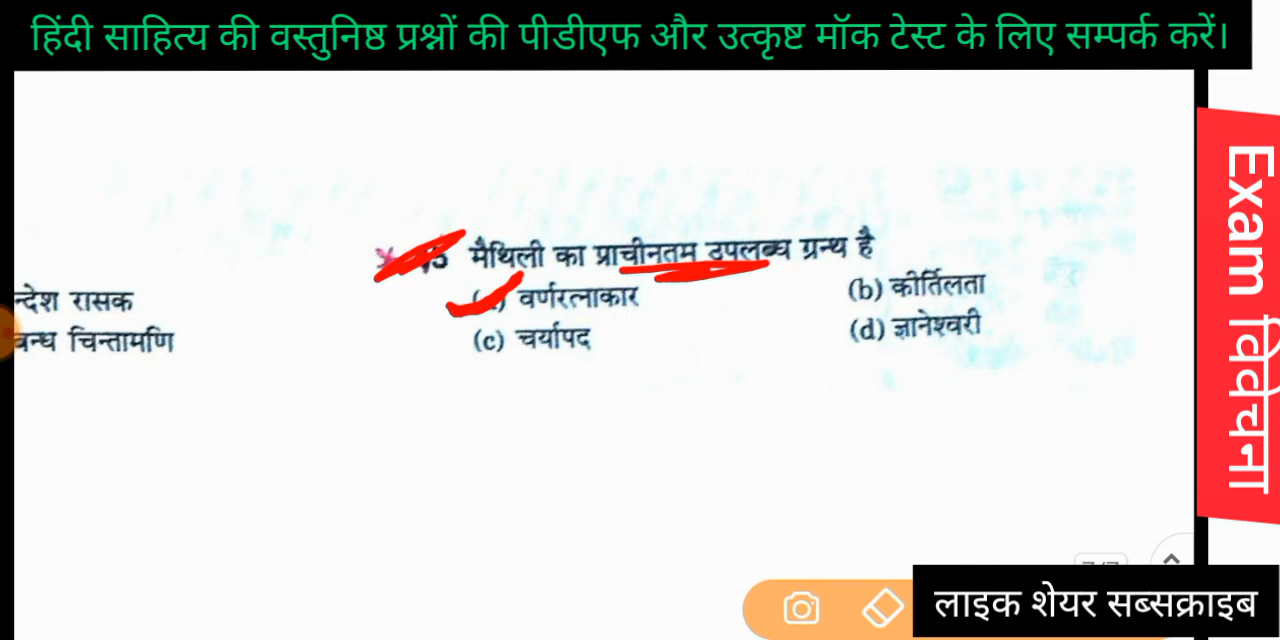 हिंदी साहित्य की वस्तुनिष्ठ प्रश्नों की पीडीएफ और उत्कृष्ट मॉक टेस्ट के लिए सम्पर्क करें।
मैथिली का प्राचीनतम उपलब्ध ग्रन्थ है
न्देश रासक
वर्णरत्नाकार
(b) कीर्तिलता
बन्ध चिन्तामणि
(c) चर्यापद
(d) ज्ञानेश्वरी
Exam विवेचना
लाइक शेयर सब्सक्राइब